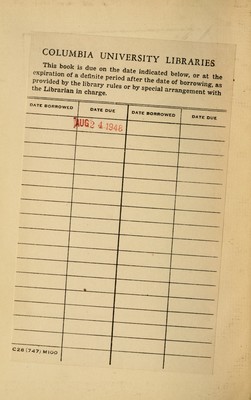 COLUMBIA UNIVERSITY LIBRARIES
This book is due on the date indicated below, or at the
expiration of a definite period after the date of borrowing, as
provided by the library rules or by special arrangement with
the Librarian in charge.
DATE BORROWED DATE DUE DATE BORROWED DATE DUE
AUG 24 1946
C28(747)M100